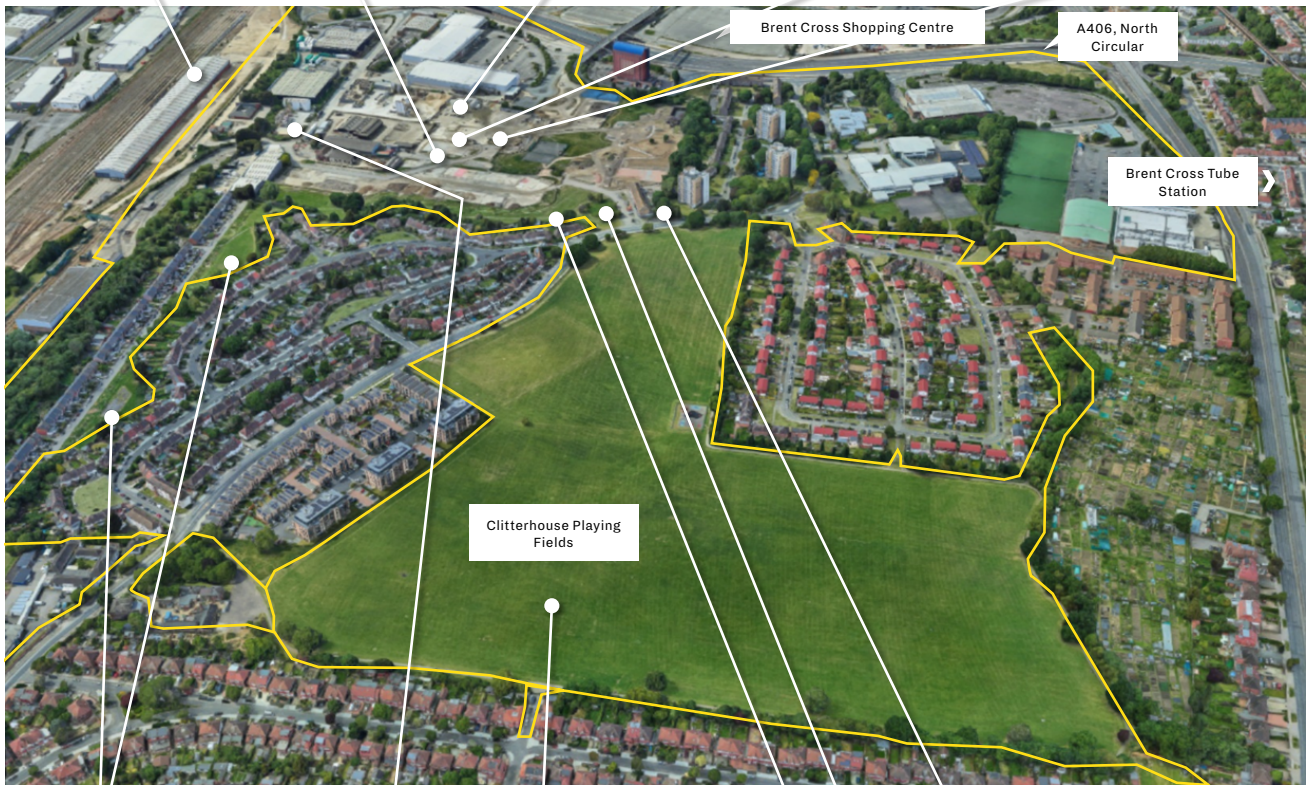 Brent Cross Shopping Centre
A406, North
Circular
Brent Cross Tube
Station
Clitterhouse Playing
Fields